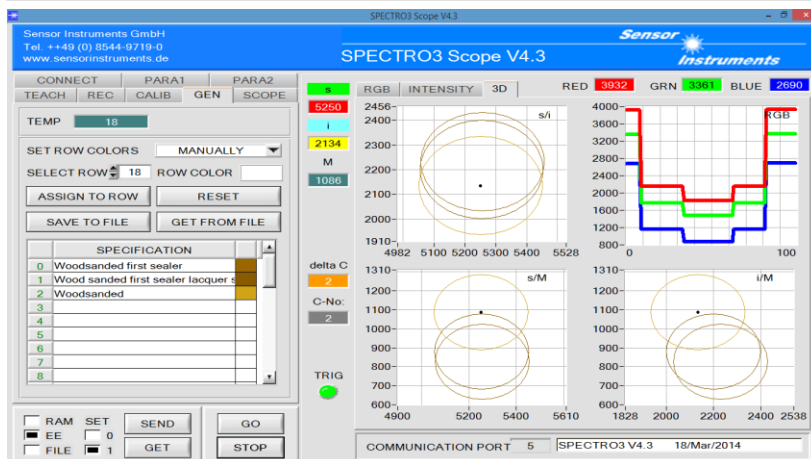 SPECTRO3 Scope V4.3
Sensor Instruments GmbH
Tel. ++49 (0) 8544-9719-0
www.sensorinstruments.de
SPECTRO3 Scope V4.3
Sensor
Instruments
CONNECT PARA1 PARA2
TEACH REC CALIB GEN SCOPE
TEMP 18
SET ROW COLORS MANUALLY
SELECT ROW 18 ROW COLOR
ASSIGN TO ROW RESET
SAVE TO FILE GET FROM FILE
SPECIFICATION
0 Woodsanded first sealer
1 Wood sanded first sealer lacquer s
2 Woodsanded
3
4
5
6
7
8
RAM SET SEND GO
EE 0
FILE 1 GET STOP
s
5250
i
2134
M
1086
delta C
2
C-No:
2
TRIG
RGB INTENSITY 3D RED 3932 GRN 3361 BLUE 2690
s/i
2456-
2400-
2300-
2200-
2100-
2000-
1910-
4982 5100 5200 5300 5400 5528
RGB
4000-
3600-
3200-
2800-
2400-
2000-
1600-
1200-
800-
0 100
s/M
1310-
1200-
1100-
1000-
900-
800-
700-
600-
4900 5200 5400 5610
i/M
1310-
1200-
1100-
1000-
900-
800-
700-
600-
1828 2000 2200 2400 2538
COMMUNICATION PORT 5 SPECTRO3 V4.3 18/Mar/2014